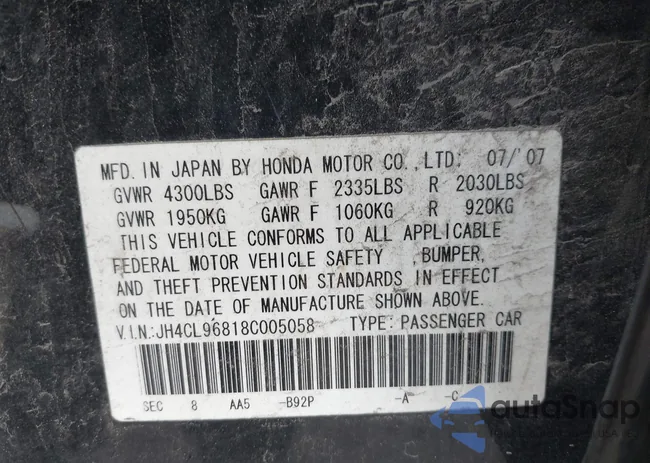 MFD. IN JAPAN BY HONDA MOTOR CO., LTD. 07/'07
GVWR 4300LBS GAWR F 2335LBS R 2030LBS
GVWR 1950KG GAWR F 1060KG R 920KG
THIS VEHICLE CONFORMS TO ALL APPLICABLE
FEDERAL MOTOR VEHICLE SAFETY ,BUMPER,
AND THEFT PREVENTION STANDARDS IN EFFECT
ON THE DATE OF MANUFACTURE SHOWN ABOVE.
V.I.N:JH4CL96818C005058 TYPE: PASSENGER CAR
SEC 8 AA5 -B92P -A -C
autoSnap